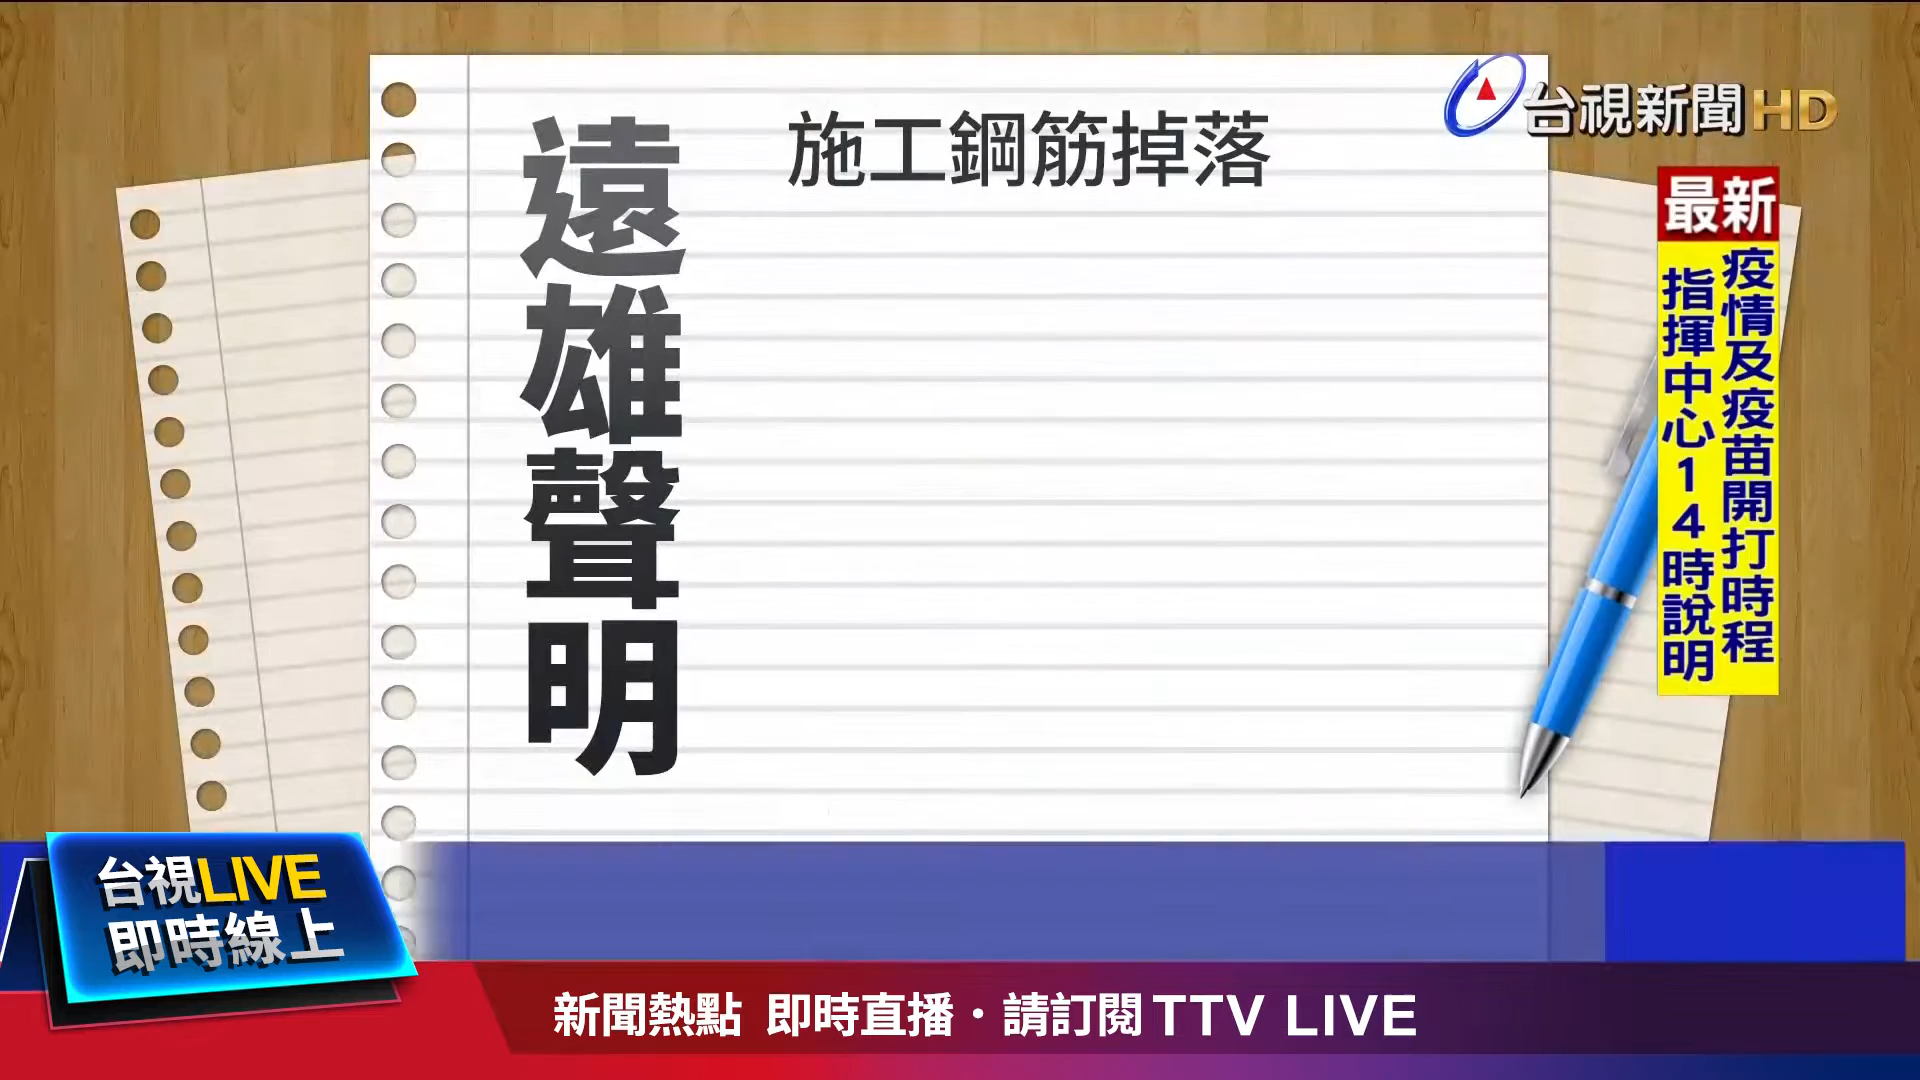 遠雄聲明
施工鋼筋掉落
台視新聞HD
最新
疫情及疫苗開打時程
指揮中心14時說明
台視LIVE
即時線上
新聞熱點 即時直播・請訂閱TTV LIVE